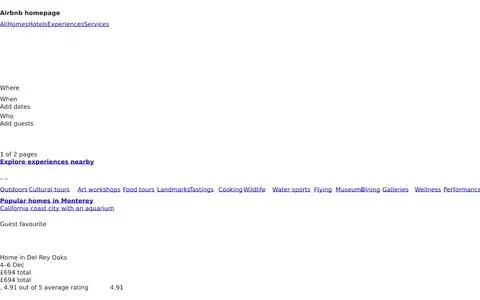 Airbnb homepage
AllHomesHotelsExperiencesServices
Where
When
Add dates
Who
Add guests
1 of 2 pages
Explore experiences nearby
– –
Outdoors Cultural tours Art workshops Food tours Landmarks Tastings Cooking Wildlife Water sports Flying Museums Dining Galleries Wellness Performance
Popular homes in Monterey
California coast city with an aquarium
Guest favourite
Home in Del Rey Oaks
4–6 Dec
£694 total
£694 total
, 4.91 out of 5 average rating 4.91